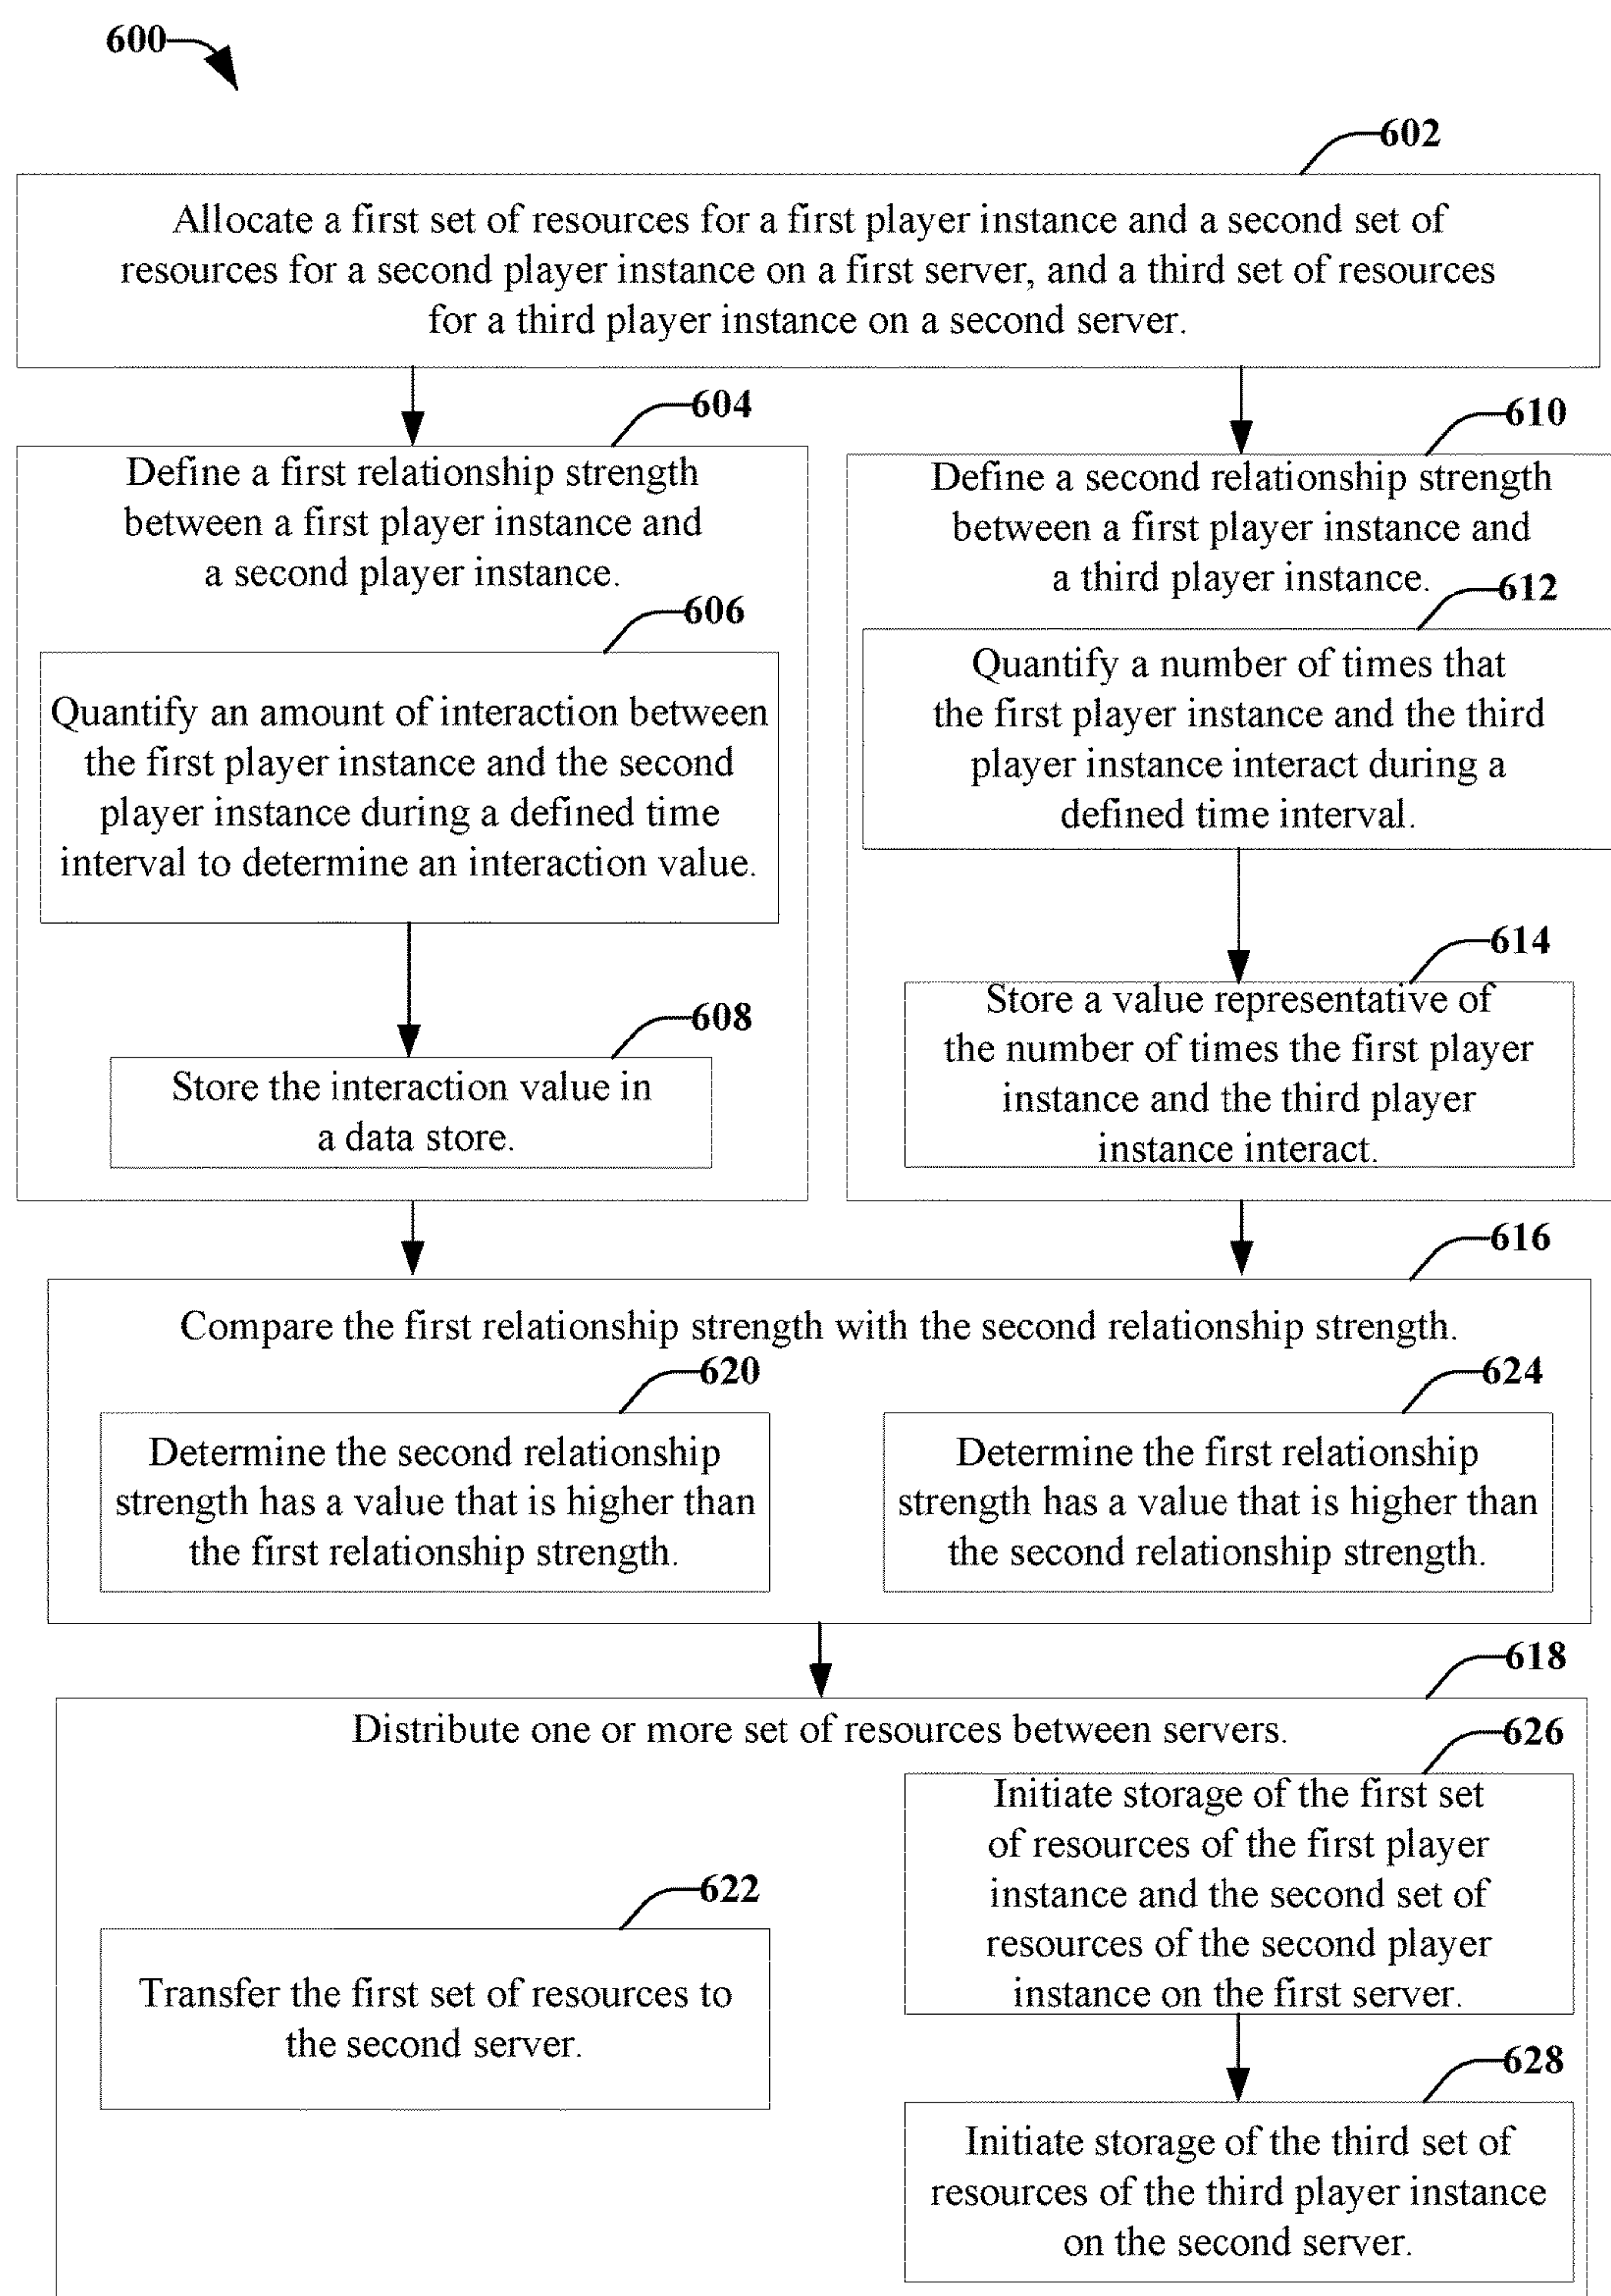 600
602
Allocate a first set of resources for a first player instance and a second set of
resources for a second player instance on a first server, and a third set of resources
for a third player instance on a second server.
604
Define a first relationship strength
between a first player instance and
a second player instance.
606
Quantify an amount of interaction between
the first player instance and the second
player instance during a defined time
interval to determine an interaction value.
608
Store the interaction value in
a data store.
610
Define a second relationship strength
between a first player instance and
a third player instance.
612
Quantify a number of times that
the first player instance and the third
player instance interact during a
defined time interval.
614
Store a value representative of
the number of times the first player
instance and the third player
instance interact.
616
Compare the first relationship strength with the second relationship strength.
620
Determine the second relationship
strength has a value that is higher than
the first relationship strength.
624
Determine the first relationship
strength has a value that is higher than
the second relationship strength.
618
Distribute one or more set of resources between servers.
622
Transfer the first set of resources to
the second server.
626
Initiate storage of the first set
of resources of the first player
instance and the second set of
resources of the second player
instance on the first server.
628
Initiate storage of the third set of
resources of the third player instance
on the second server.